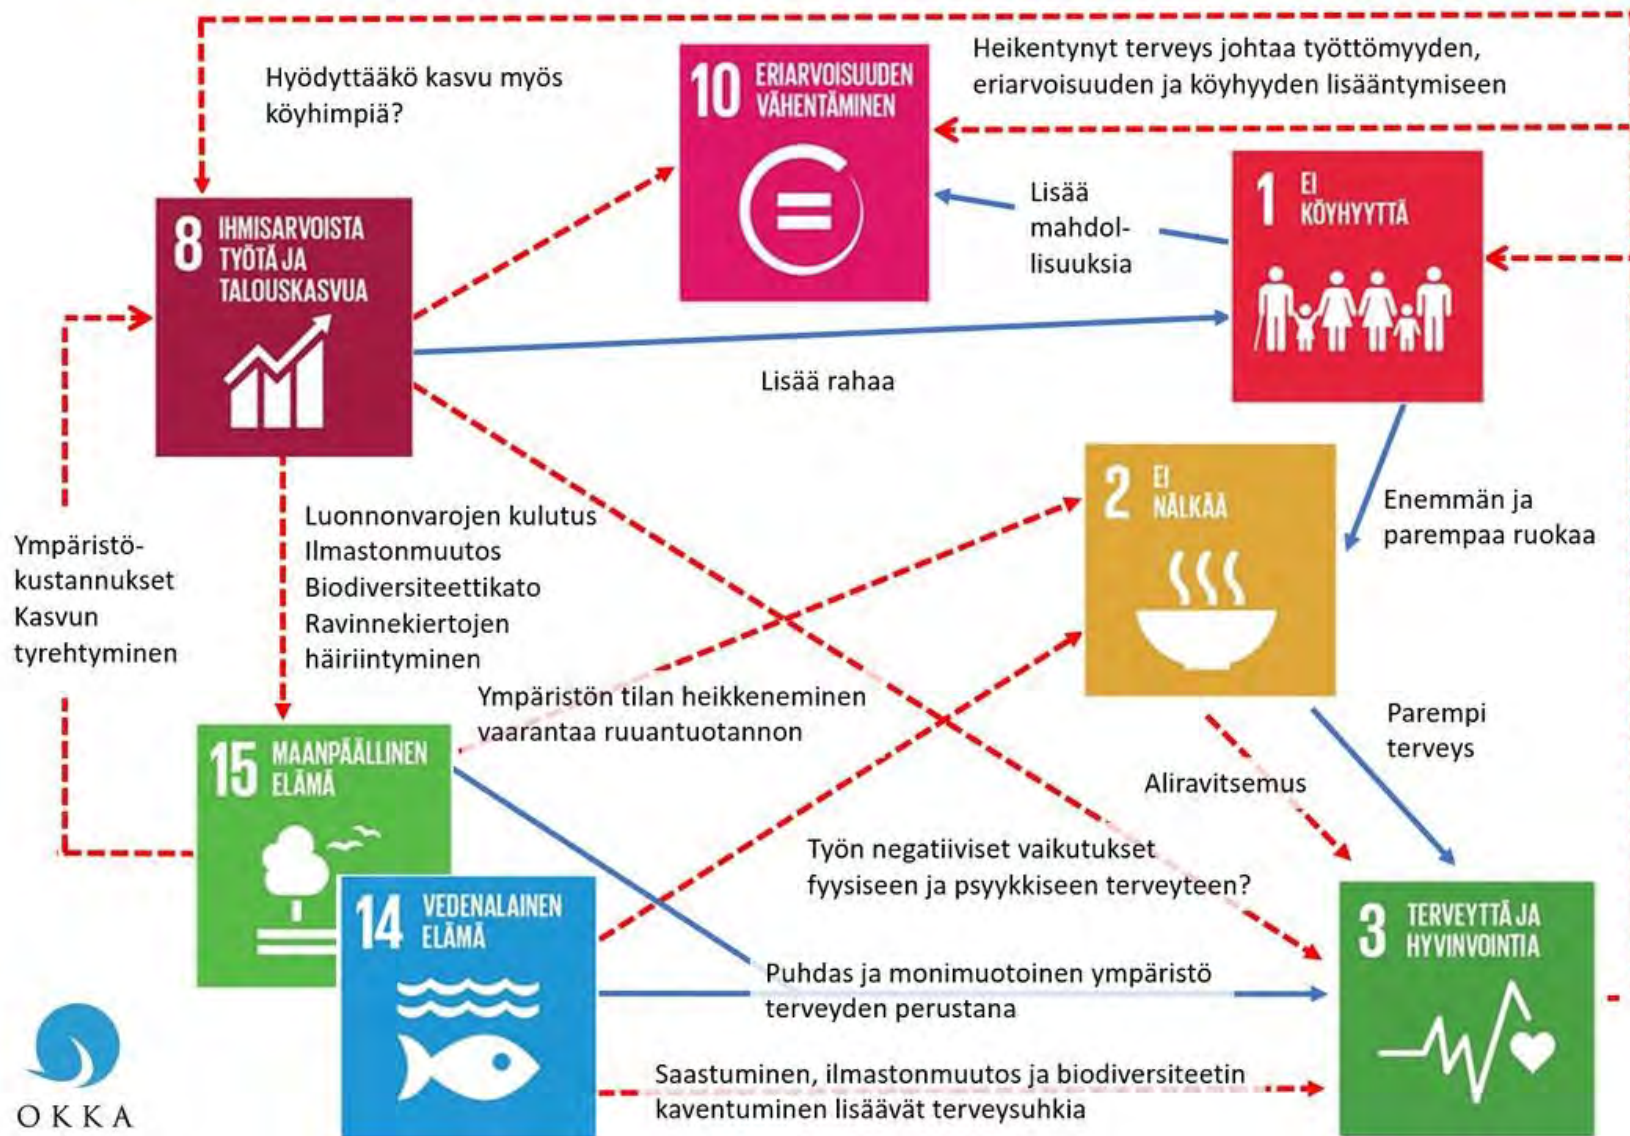 Hyödyttääkö kasvu myös
köyhimpiä?
10 ERIARVOISUUDEN
VÄHENTÄMINEN
Heikentynyt terveys johtaa työttömyyden,
eriarvoisuuden ja köyhyyden lisääntymiseen
8 IHMISARVOISTA
TYÖTÄ JA
TALOUSKASVUA
Lisää
mahdol-
lisuuksia
1 EI
KÖYHYYTTÄ
Lisää rahaa
2 EI
NÄLKÄÄ
Enemmän ja
parempaa ruokaa
Ympäristö-
kustannukset
Kasvun
tyrehtyminen
Luonnonvarojen kulutus
Ilmastonmuutos
Biodiversiteettikato
Ravinnekiertojen
häiriintyminen
Ympäristön tilan heikkeneminen
vaarantaa ruuantuotannon
Parempi
terveys
Aliravitsemus
15 MAANPÄÄLLINEN
ELÄMÄ
Työn negatiiviset vaikutukset
fyysiseen ja psyykkiseen terveyteen?
14 VEDENALAINEN
ELÄMÄ
3 TERVEYTTÄ JA
HYVINVOINTIA
Puhdas ja monimuotoinen ympäristö
terveyden perustana
Saastuminen, ilmastonmuutos ja biodiversiteetin
kaventuminen lisäävät terveysuhkia
OKKA